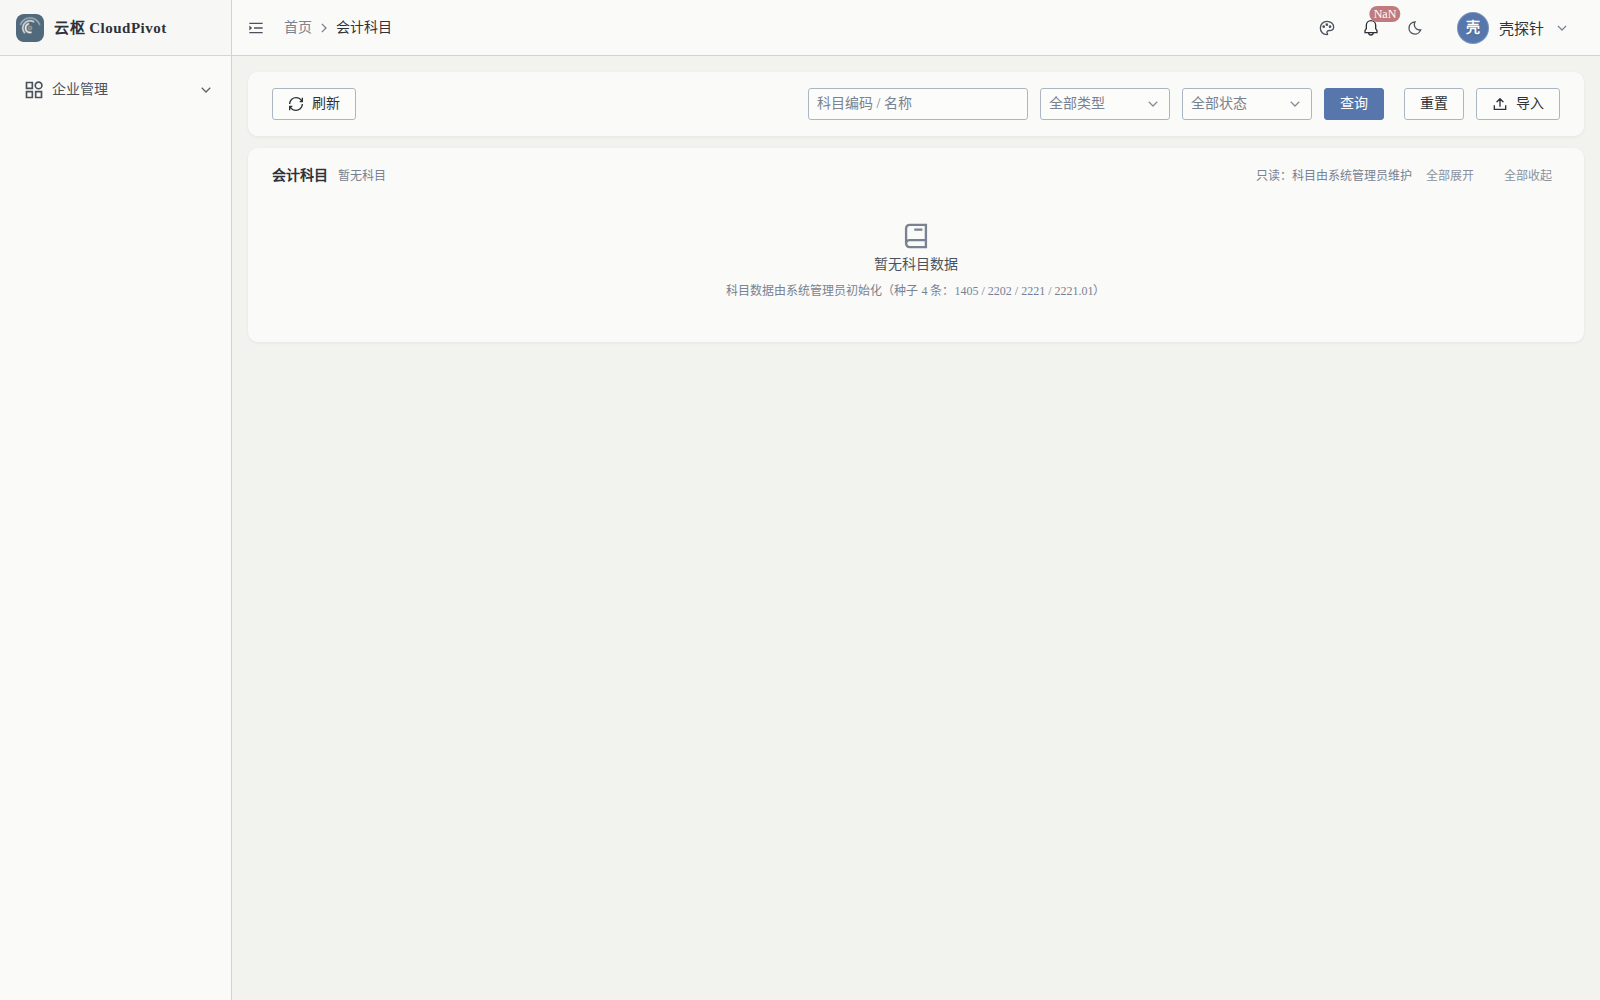 云枢 CloudPivot
首页 > 会计科目
NaN
壳 壳探针
企业管理
刷新
科目编码 / 名称
全部类型
全部状态
查询
重置
导入
会计科目 暂无科目
只读：科目由系统管理员维护
全部展开
全部收起
暂无科目数据
科目数据由系统管理员初始化（种子 4 条：1405 / 2202 / 2221 / 2221.01）